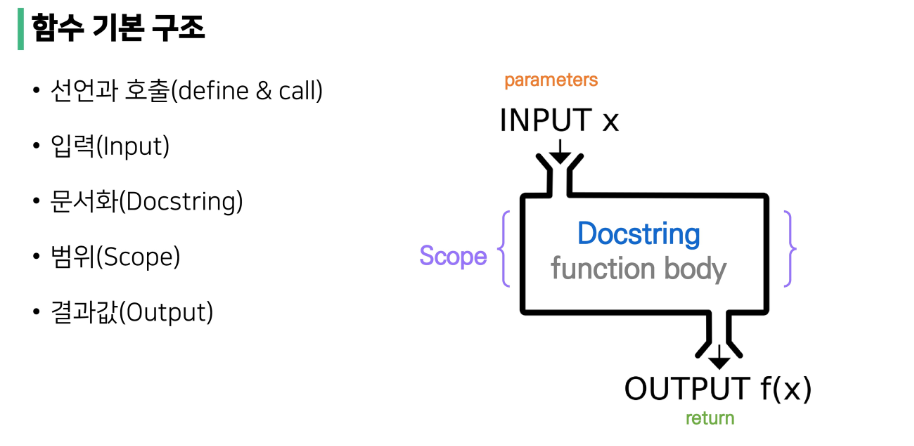 함수 기본 구조
• 선언과 호출(define & call)
• 입력(Input)
• 문서화(Docstring)
• 범위(Scope)
• 결과값(Output)
parameters
INPUT x
Scope
Docstring
function body
OUTPUT f(x)
return